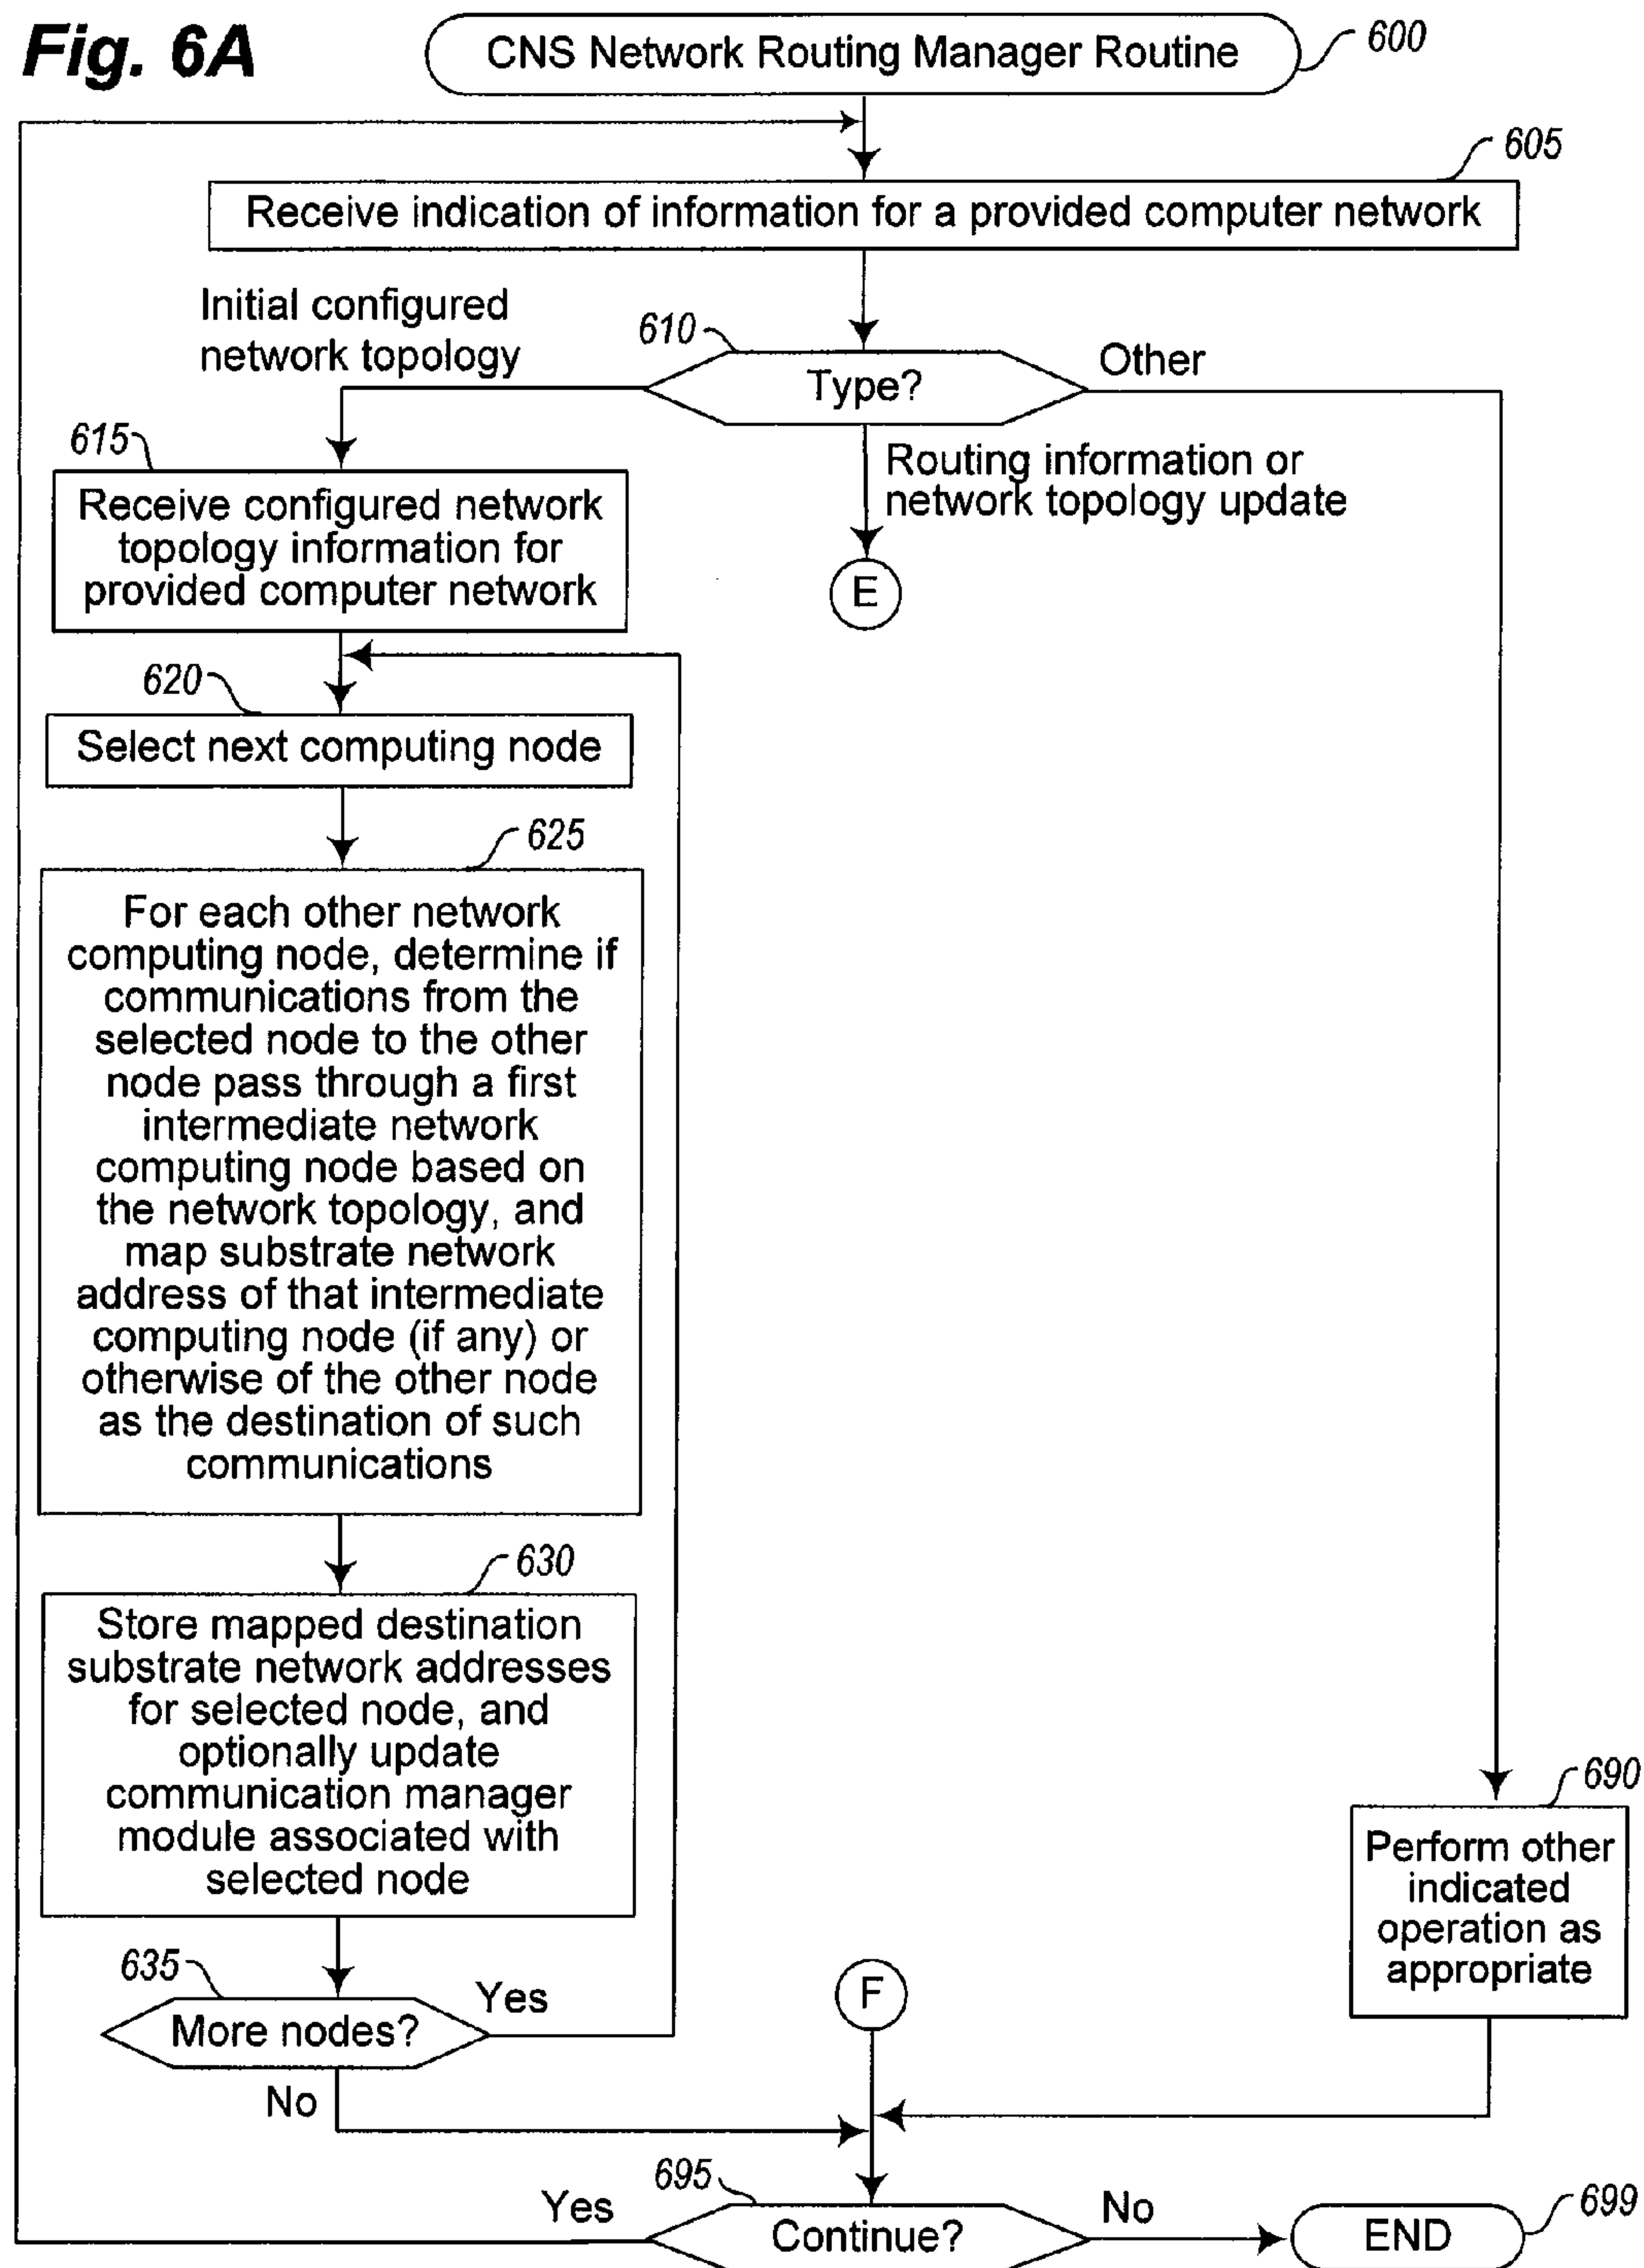 Fig. 6A
CNS Network Routing Manager Routine
600
605
Receive indication of information for a provided computer network
Initial configured
network topology
610
Type?
Other
615
Routing information or
network topology update
Receive configured network
topology information for
provided computer network
E
620
Select next computing node
625
For each other network
computing node, determine if
communications from the
selected node to the other
node pass through a first
intermediate network
computing node based on
the network topology, and
map substrate network
address of that intermediate
computing node (if any) or
otherwise of the other node
as the destination of such
communications
630
Store mapped destination
substrate network addresses
for selected node, and
optionally update
communication manager
module associated with
selected node
690
Perform other
indicated
operation as
appropriate
635
More nodes?
Yes
No
F
695
Yes
Continue?
No
END
699